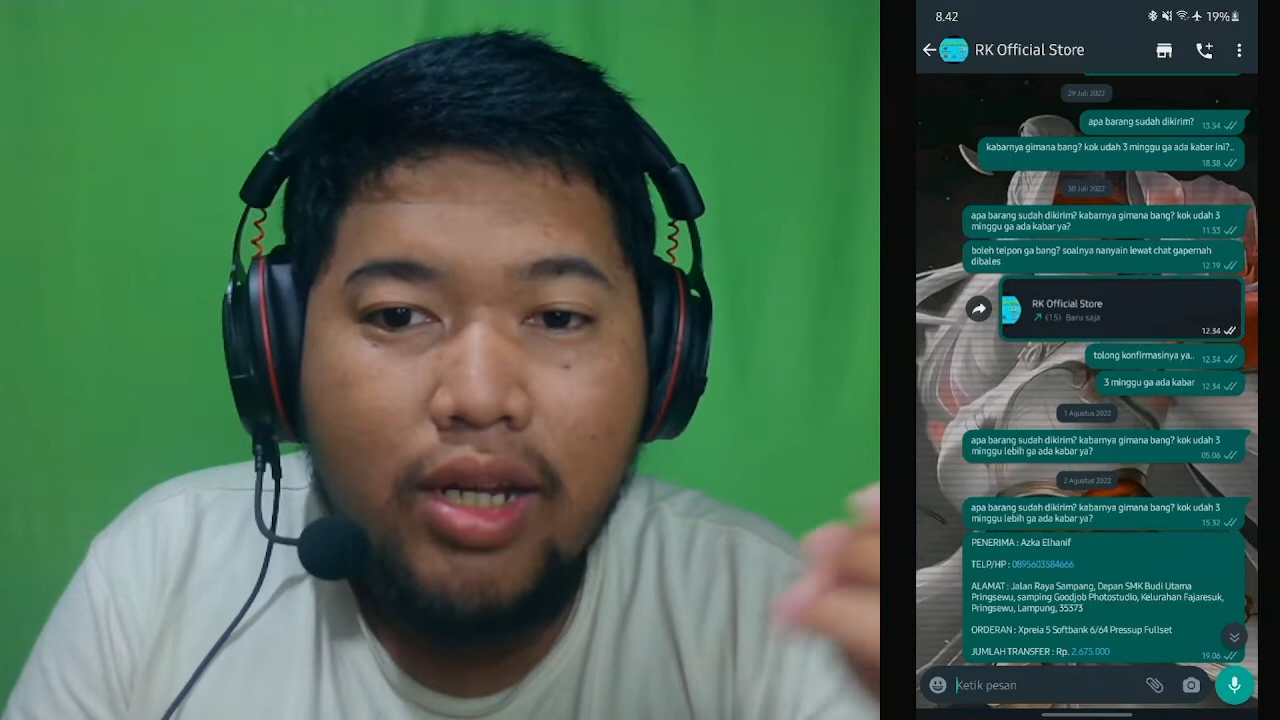 8.42
19%
RK Official Store
29 Juli 2022
apa barang sudah dikirim?
13.54
kabarnya gimana bang? kok udah 3 minggu ga ada kabar ini?..
18.38
30 Juli 2022
apa barang sudah dikirim? kabarnya gimana bang? kok udah 3
minggu ga ada kabar ya?
11.53
boleh telpon ga bang? soalnya nanyain lewat chat gapernah
dibales
12.19
RK Official Store
(15) Baru saja
12.34
tolong konfirmasinya ya..
12.34
3 minggu ga ada kabar
12.34
1 Agustus 2022
apa barang sudah dikirim? kabarnya gimana bang? kok udah 3
minggu lebih ga ada kabar ya?
05.06
2 Agustus 2022
apa barang sudah dikirim? kabarnya gimana bang? kok udah 3
minggu lebih ga ada kabar ya?
15.32
PENERIMA : Azka Elhanif
TELP/HP : 0895603584666
ALAMAT : Jalan Raya Sampang, Depan SMK Budi Utama
Pringsewu, samping Goodjob Photostudio, Kelurahan Fajaresuk,
Pringsewu, Lampung, 35373
ORDERAN : Xpreia 5 Softbank 6/64 Pressup Fullset
JUMLAH TRANSFER : Rp. 2.675.000
19.06
Ketik pesan